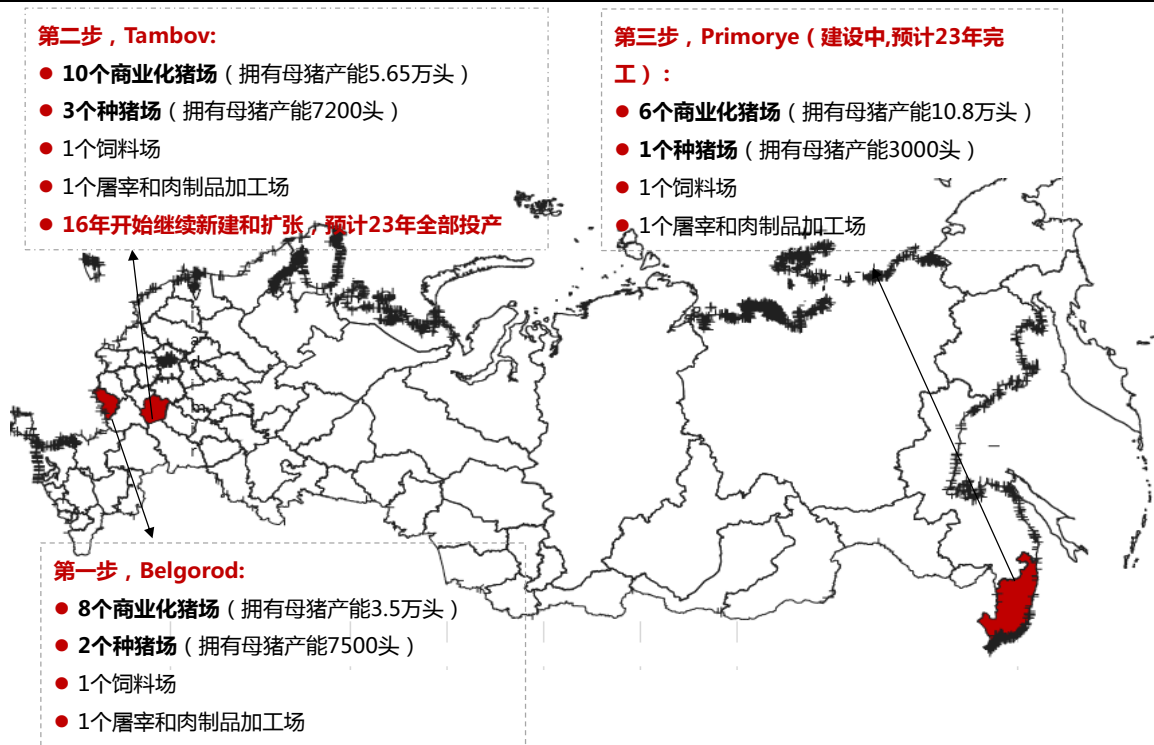 第二步，Tambov:
● 10个商业化猪场（拥有母猪产能5.65万头）
● 3个种猪场（拥有母猪产能7200头）
● 1个饲料场
● 1个屠宰和肉制品加工场
● 16年开始继续新建和扩张，预计23年全部投产
第三步，Primorye（建设中,预计23年完
工）:
● 6个商业化猪场（拥有母猪产能10.8万头）
● 1个种猪场（拥有母猪产能3000头）
● 1个饲料场
● 1个屠宰和肉制品加工场
第一步，Belgorod:
● 8个商业化猪场（拥有母猪产能3.5万头）
● 2个种猪场（拥有母猪产能7500头）
● 1个饲料场
● 1个屠宰和肉制品加工场